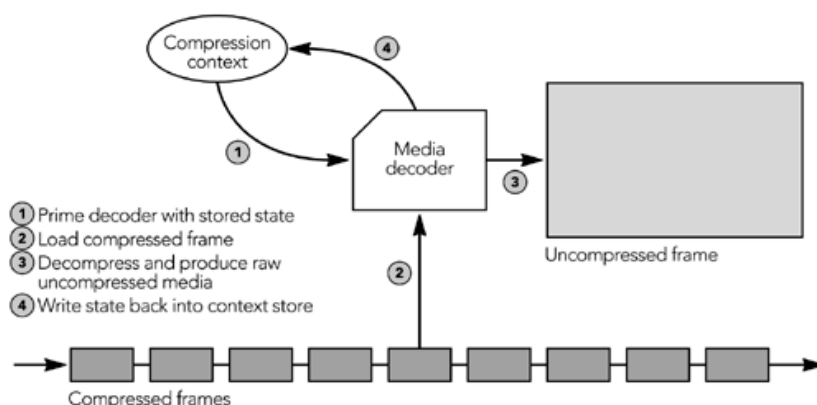 Compression
context
4
1
Media
decoder
3
1 Prime decoder with stored state
2 Load compressed frame
3 Decompress and produce raw
uncompressed media
4 Write state back into context store
Uncompressed frame
2
Compressed frames